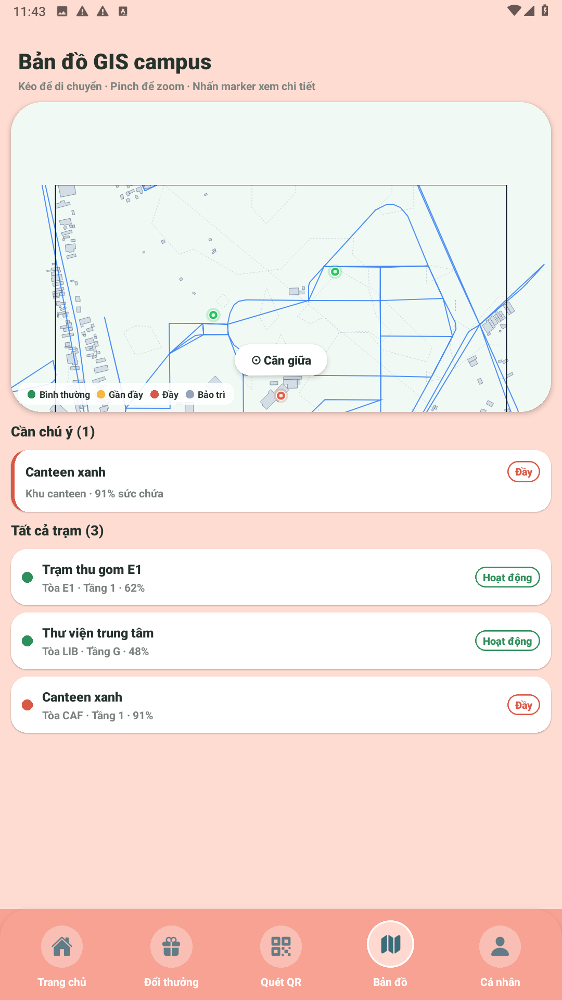 11:43
Bản đồ GIS campus
Kéo để di chuyển · Pinch để zoom · Nhấn marker xem chi tiết
Căn giữa
Bình thường Gần đầy Đầy Bảo trì
Cần chú ý (1)
Canteen xanh Đầy
Khu canteen · 91% sức chứa
Tất cả trạm (3)
Trạm thu gom E1
Tòa E1 · Tầng 1 · 62%
Hoạt động
Thư viện trung tâm
Tòa LIB · Tầng G · 48%
Hoạt động
Canteen xanh
Tòa CAF · Tầng 1 · 91%
Đầy
Trang chủ Đổi thưởng Quét QR Bản đồ Cá nhân